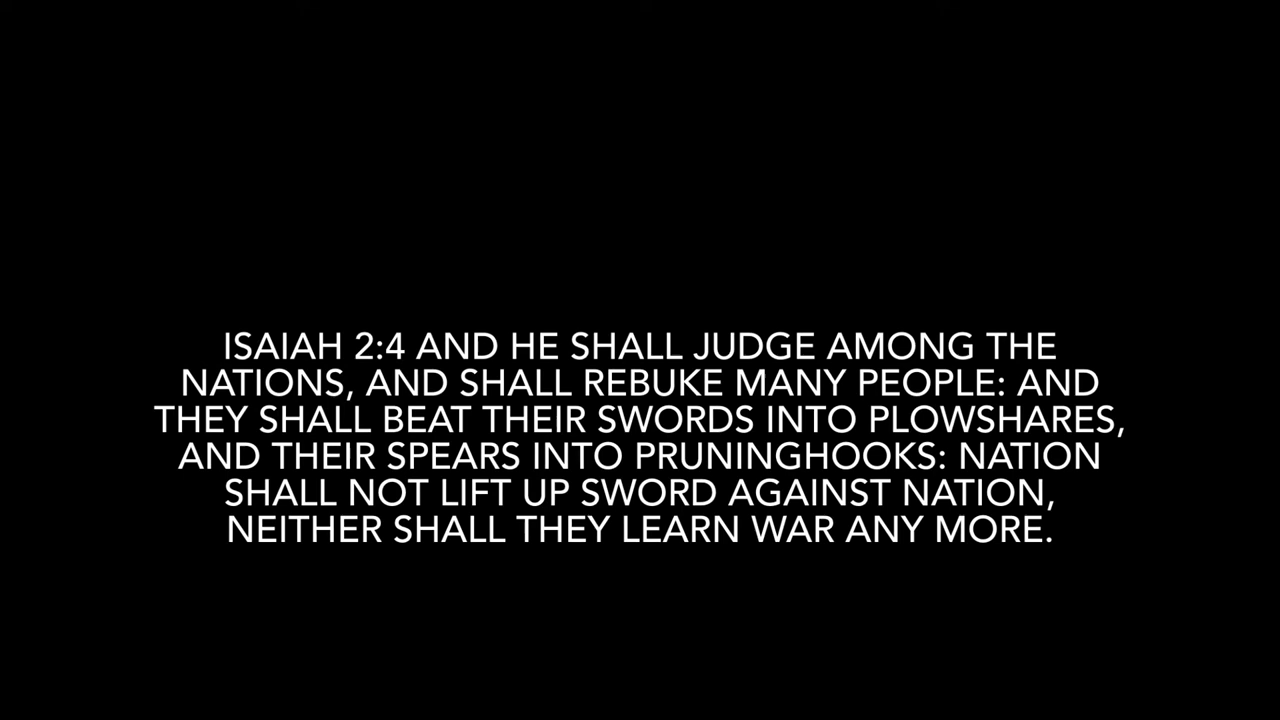 ISAIAH 2:4 AND HE SHALL JUDGE AMONG THE
NATIONS, AND SHALL REBUKE MANY PEOPLE: AND
THEY SHALL BEAT THEIR SWORDS INTO PLOWSHARES,
AND THEIR SPEARS INTO PRUNINGHOOKS: NATION
SHALL NOT LIFT UP SWORD AGAINST NATION,
NEITHER SHALL THEY LEARN WAR ANY MORE.